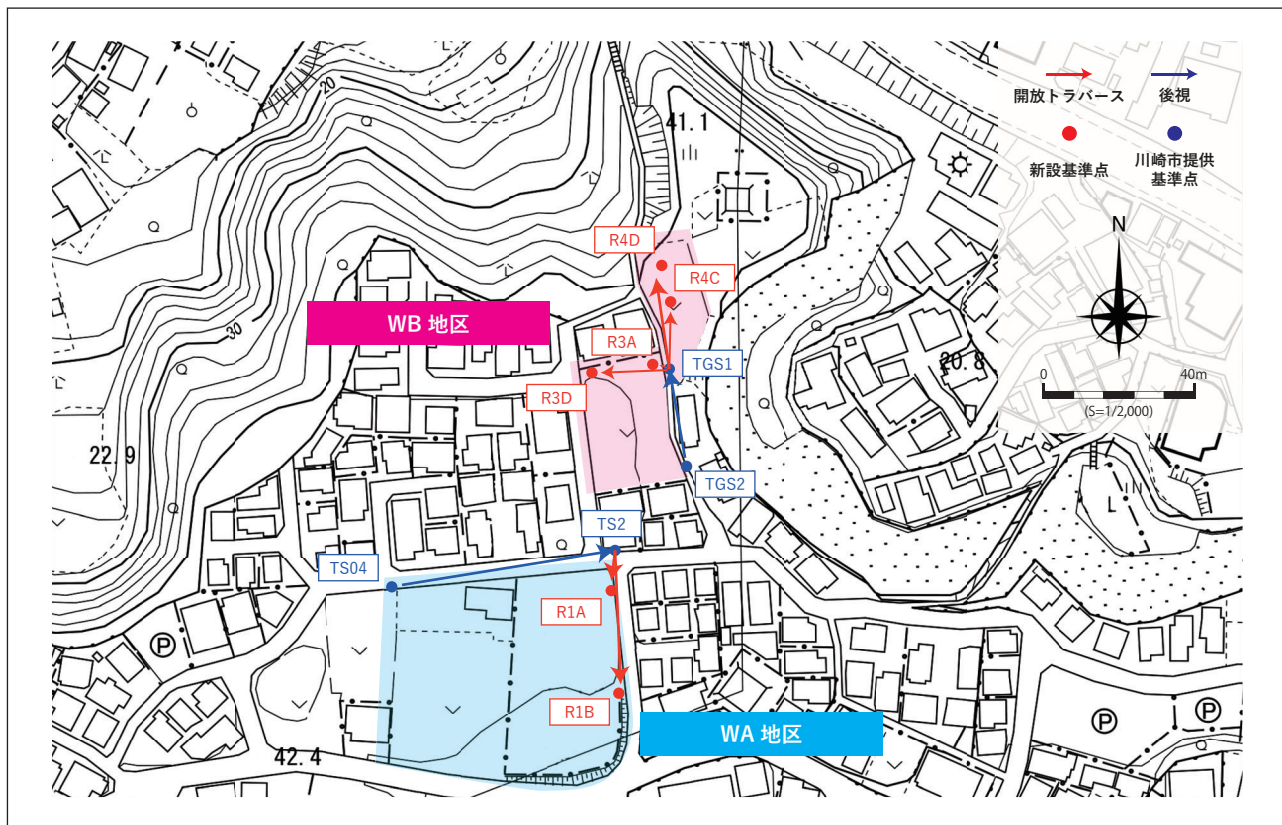 20
41.1
開放トラバース
後視
新設基準点
川崎市提供
基準点
N
R4D
R4C
WB 地区
30
R3A
TGS1
20.8
0
40m
(S=1/2,000)
R3D
22.9
TGS2
TS2
TS04
R1A
P
R1B
P
P
WA 地区
42.4